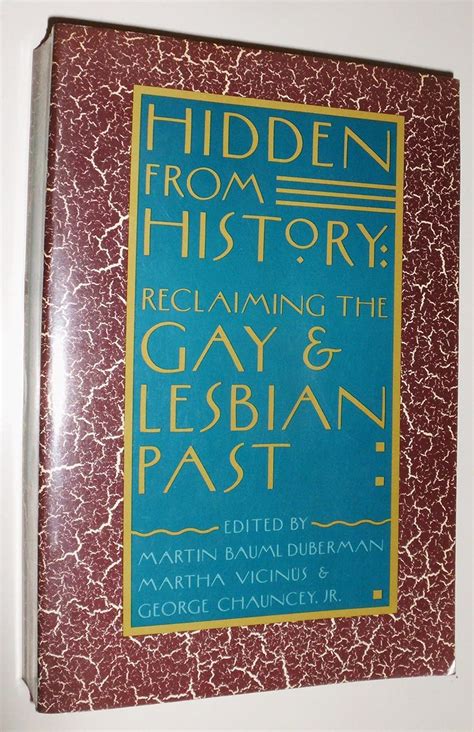 HIDDEN
FROM
HISTORY:
RECLAIMING THE
GAY &
LESBIAN
PAST
EDITED BY
MARTIN BAUML DUBERMAN
MARTHA VICINUS &
GEORGE CHAUNCEY, JR.